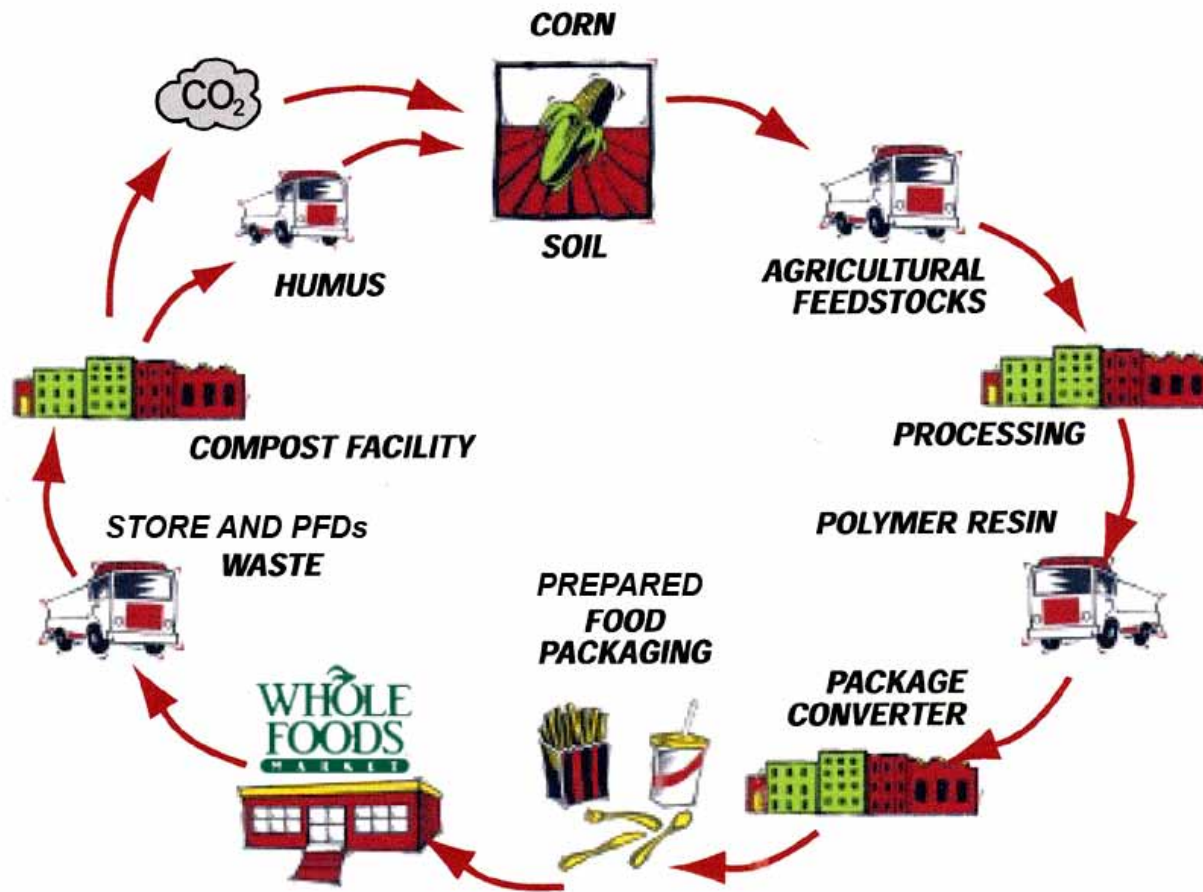 CORN
CO2
SOIL
HUMUS
AGRICULTURAL
FEEDSTOCKS
COMPOST FACILITY
PROCESSING
STORE AND PFDs
WASTE
POLYMER RESIN
PREPARED
FOOD
PACKAGING
PACKAGE
CONVERTER
WHOLE
FOODS
MARKET